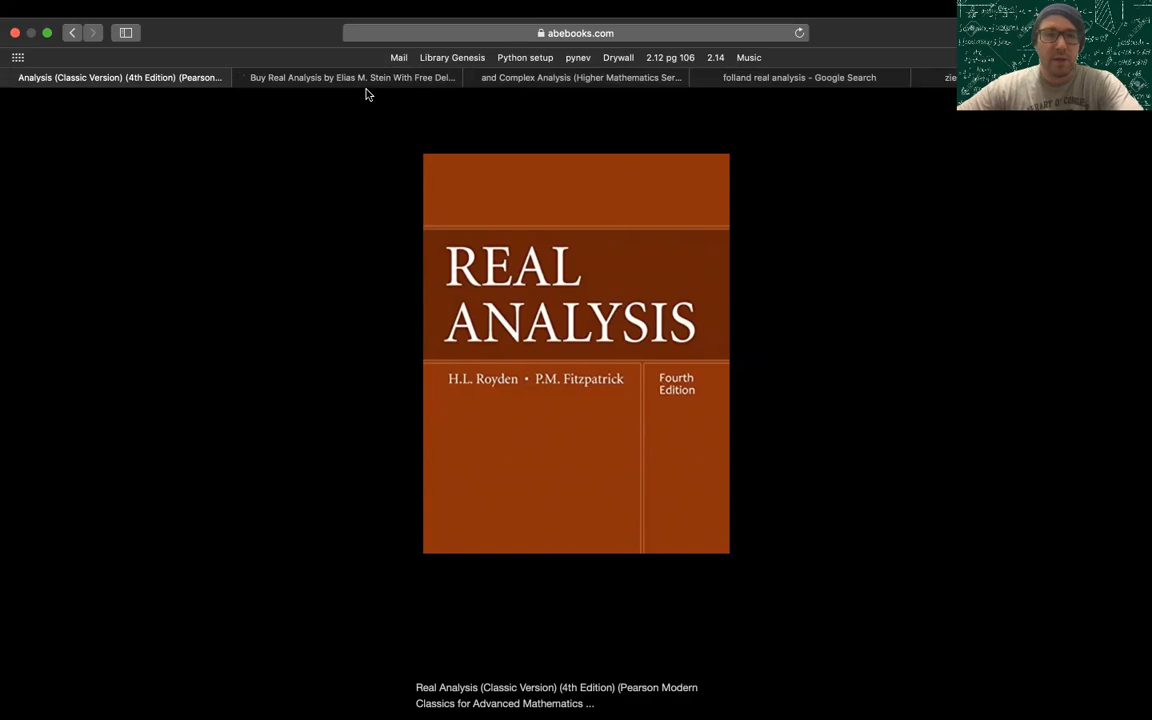 abebooks.com
Mail Library Genesis Python setup pynev Drywall 2.12 pg 106 2.14 Music
Analysis (Classic Version) (4th Edition) (Pearson... Buy Real Analysis by Elias M. Stein With Free Del... and Complex Analysis (Higher Mathematics Ser... folland real analysis - Google Search zie
REAL
ANALYSIS
H.L. Royden • P.M. Fitzpatrick
Fourth
Edition
Real Analysis (Classic Version) (4th Edition) (Pearson Modern
Classics for Advanced Mathematics ...